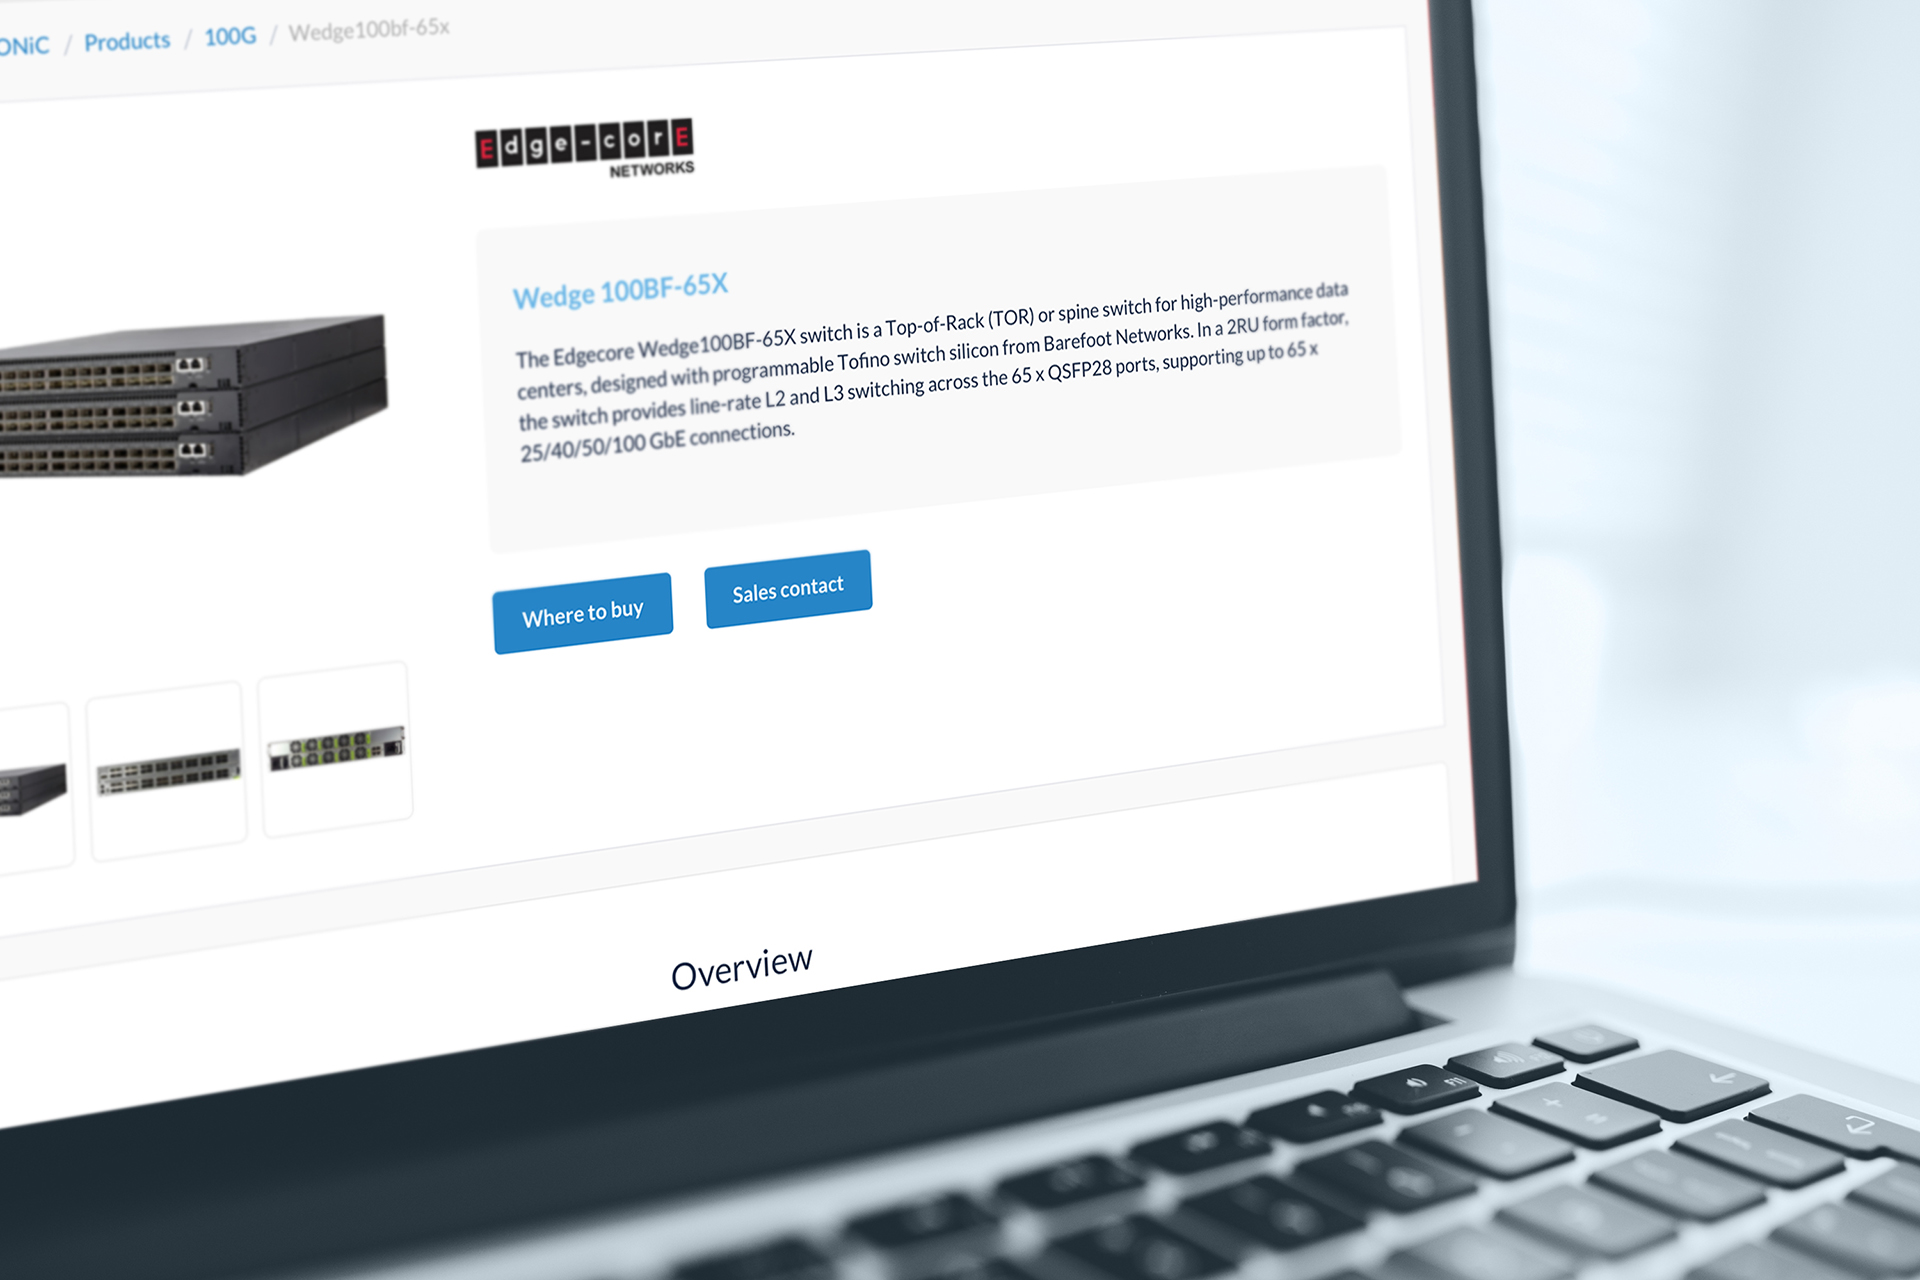 ONiC / Products / 100G / Wedge100bf-65x
Edge-corE
NETWORKS
Wedge 100BF-65X
The Edgecore Wedge100BF-65X switch is a Top-of-Rack (TOR) or spine switch for high-performance data
centers, designed with programmable Tofino switch silicon from Barefoot Networks. In a 2RU form factor,
the switch provides line-rate L2 and L3 switching across the 65 x QSFP28 ports, supporting up to 65 x
25/40/50/100 GbE connections.
Where to buy
Sales contact
Overview
F11